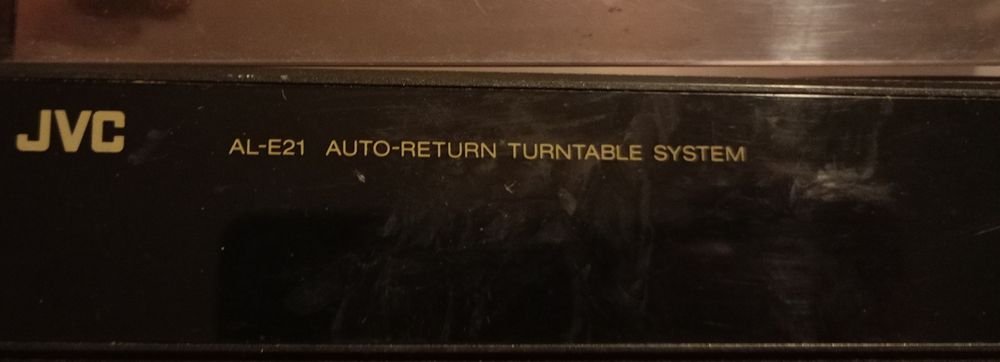 JVC AL-E21 AUTO-RETURN TURNTABLE SYSTEM